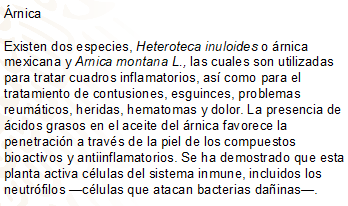 Árnica
Existen dos especies, Heteroteca inuloides o árnica
mexicana y Arnica montana L., las cuales son utilizadas
para tratar cuadros inflamatorios, así como para el
tratamiento de contusiones, esguinces, problemas
reumáticos, heridas, hematomas y dolor. La presencia de
ácidos grasos en el aceite del árnica favorece la
penetración a través de la piel de los compuestos
bioactivos y antiinflamatorios. Se ha demostrado que esta
planta activa células del sistema inmune, incluidos los
neutrófilos —células que atacan bacterias dañinas—.